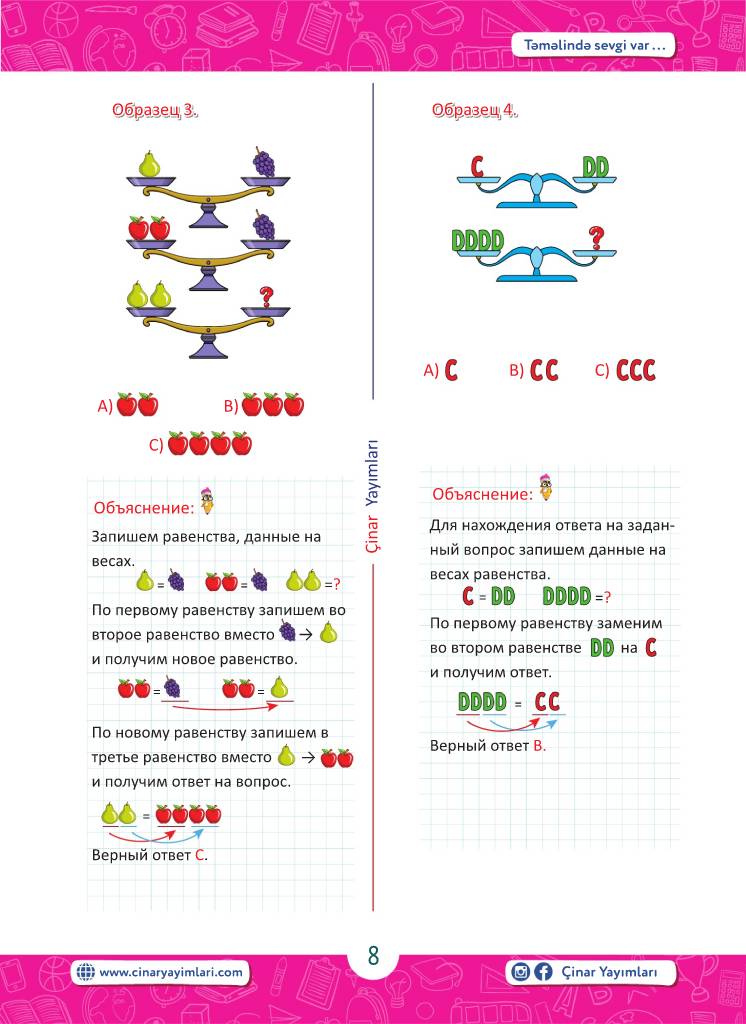 Təməlində sevgi var ...
Образец 3.
?
A)
B)
C)
Объяснение:
Запишем равенства, данные на
весах.
= = =?
По первому равенству запишем во
второе равенство вместо →
и получим новое равенство.
= =
По новому равенству запишем в
третье равенство вместо →
и получим ответ на вопрос.
=
Верный ответ C.
Çinar Yayımları
Образец 4.
C DD
DDDD ?
A) C B) CC C) CCC
Объяснение:
Для нахождения ответа на задан-
ный вопрос запишем данные на
весах равенства.
C = DD DDDD =?
По первому равенству заменим
во втором равенстве DD на C
и получим ответ.
DDDD = CC
Верный ответ B.
www.cinaryayimlari.com
8
Çinar Yayımları